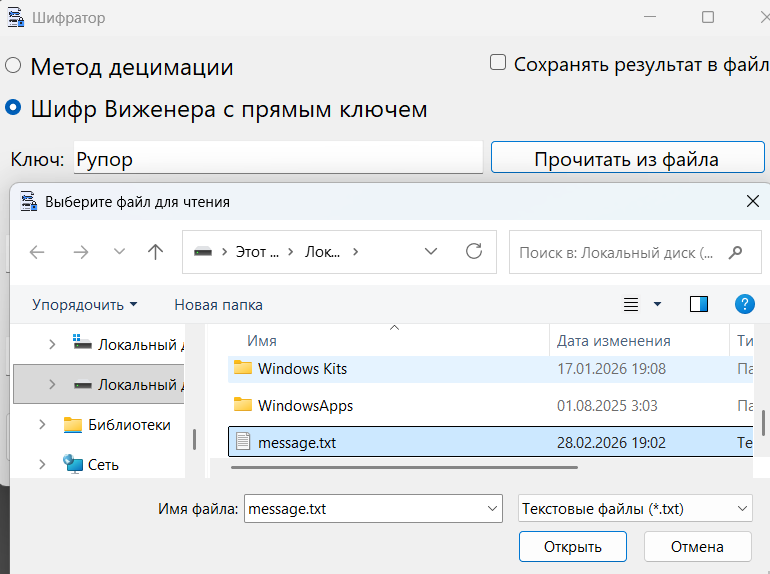 Шифратор
Метод децимации
Сохранять результат в файл
Шифр Виженера с прямым ключем
Ключ: Рупор Прочитать из файла
Выберите файл для чтения
Этот ... Лок... Поиск в: Локальный диск (...
Упорядочить Новая папка
Имя Дата изменения Ти
Локальный д Windows Kits 17.01.2026 19:08 Па
Локальный д WindowsApps 01.08.2025 3:03 Па
Библиотеки message.txt 28.02.2026 19:02 Те
Сеть
Имя файла: message.txt Текстовые файлы (*.txt)
Открыть Отмена